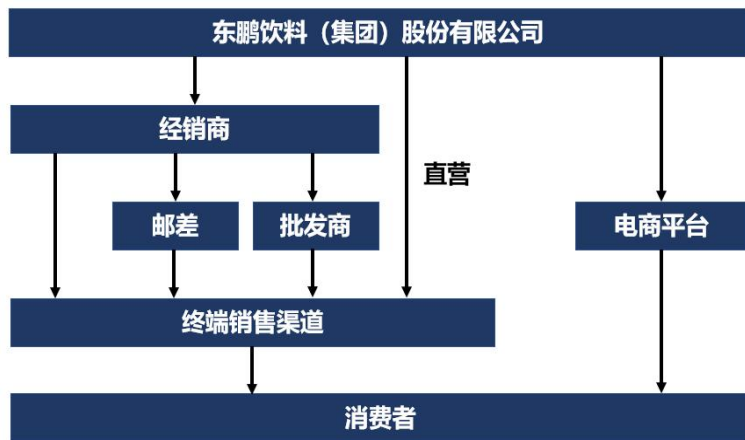 东鹏饮料（集团）股份有限公司
经销商
直营
邮差
批发商
电商平台
终端销售渠道
消费者